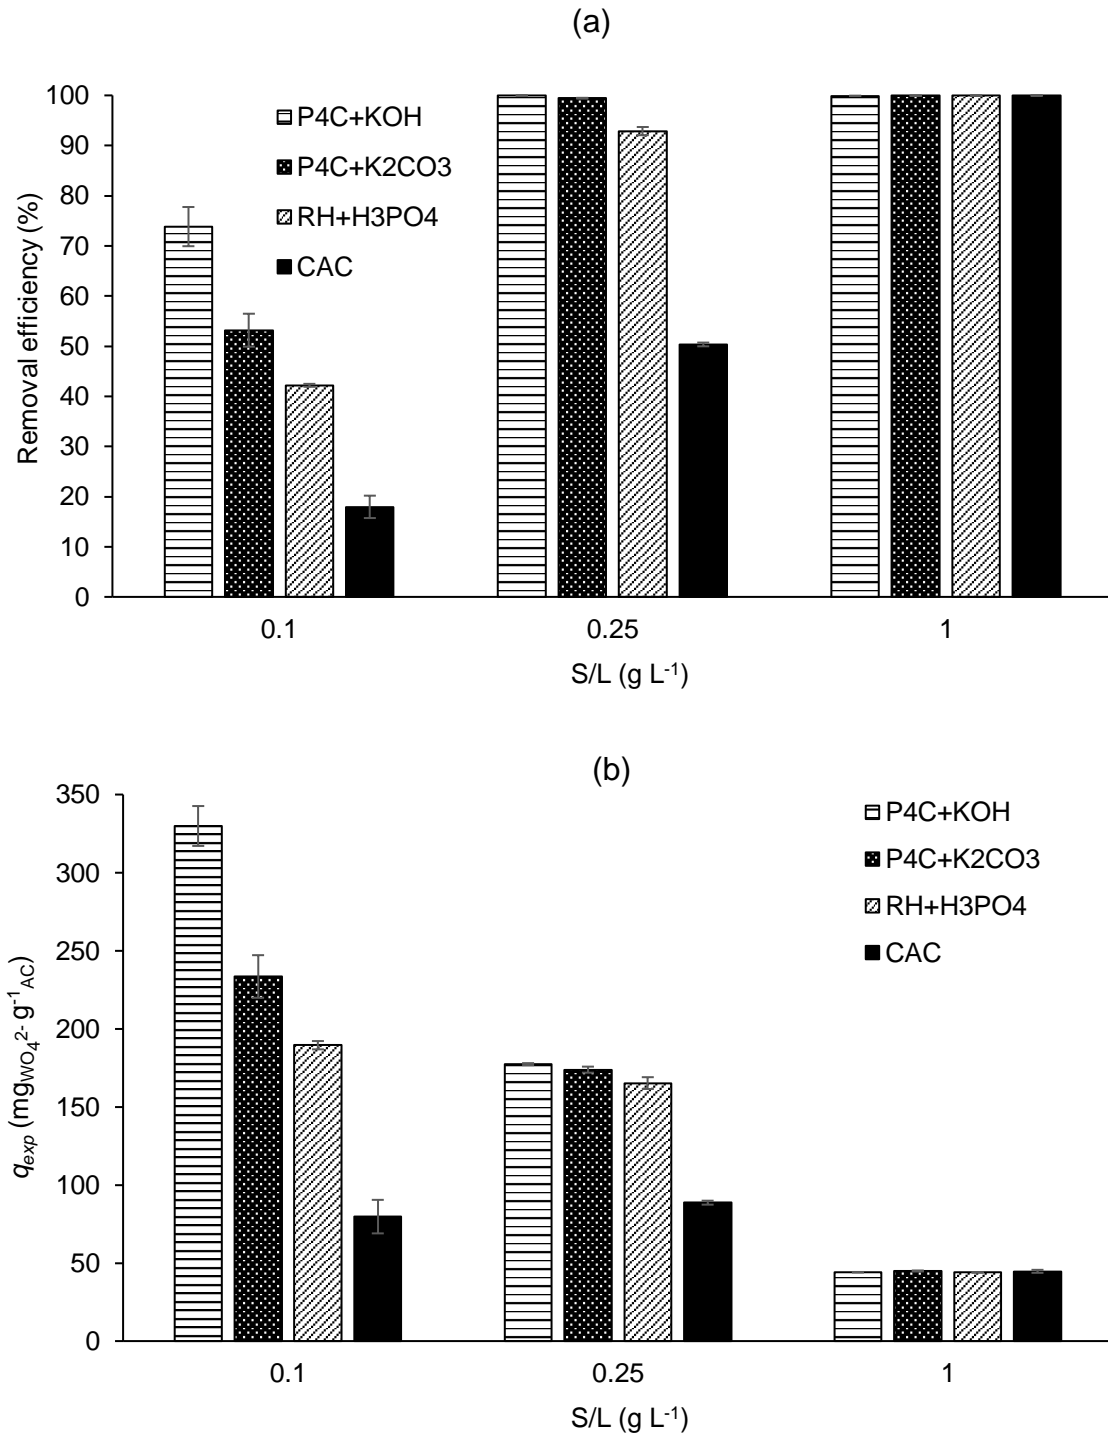 (a)
100
90
80
70
60
50
40
30
20
10
0
Removal efficiency (%)
P4C+KOH
P4C+K2CO3
RH+H3PO4
CAC
0.1 0.25 1
S/L (g L-1)
(b)
350
300
250
200
150
100
50
0
qexp (mgWO42- g-1AC)
P4C+KOH
P4C+K2CO3
RH+H3PO4
CAC
0.1 0.25 1
S/L (g L-1)